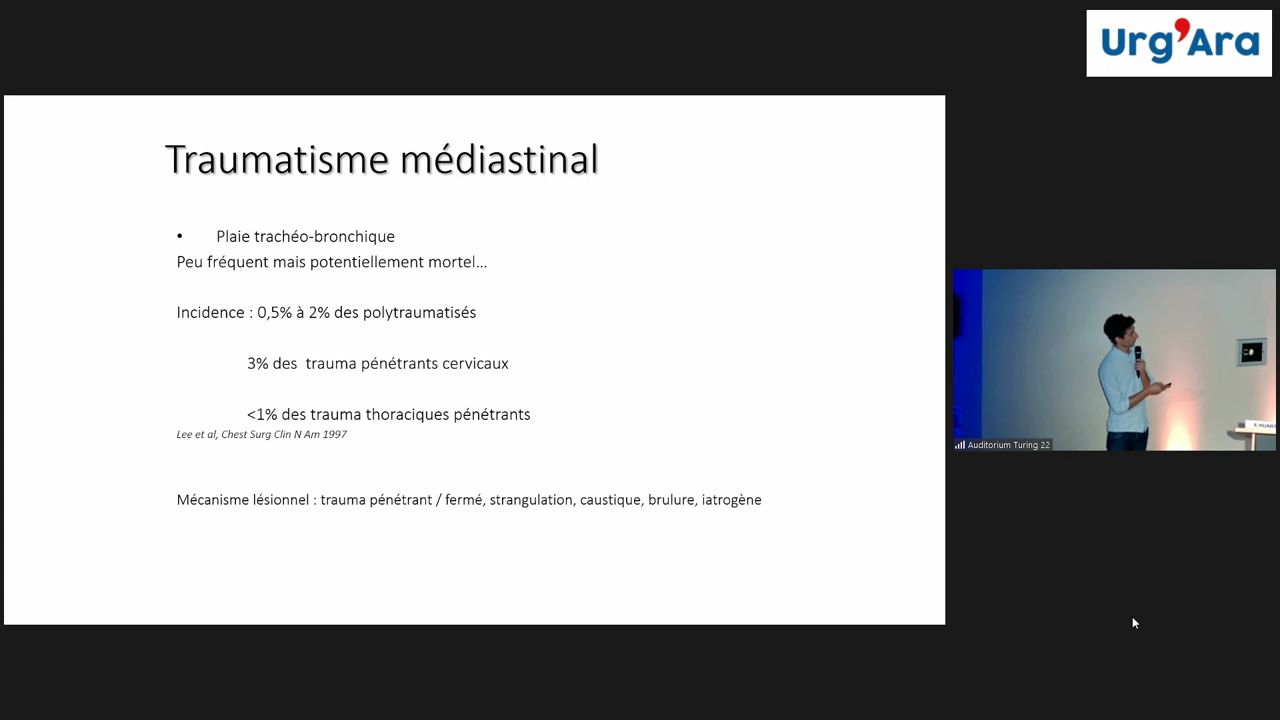 Urg'Ara
Traumatisme médiastinal
• Plaie trachéo-bronchique
Peu fréquent mais potentiellement mortel...
Incidence : 0,5% à 2% des polytraumatisés
3% des trauma pénétrants cervicaux
<1% des trauma thoraciques pénétrants
Lee et al, Chest Surg Clin N Am 1997
Mécanisme lésionnel : trauma pénétrant / fermé, strangulation, caustique, brulure, iatrogène
Auditorium Turing 22